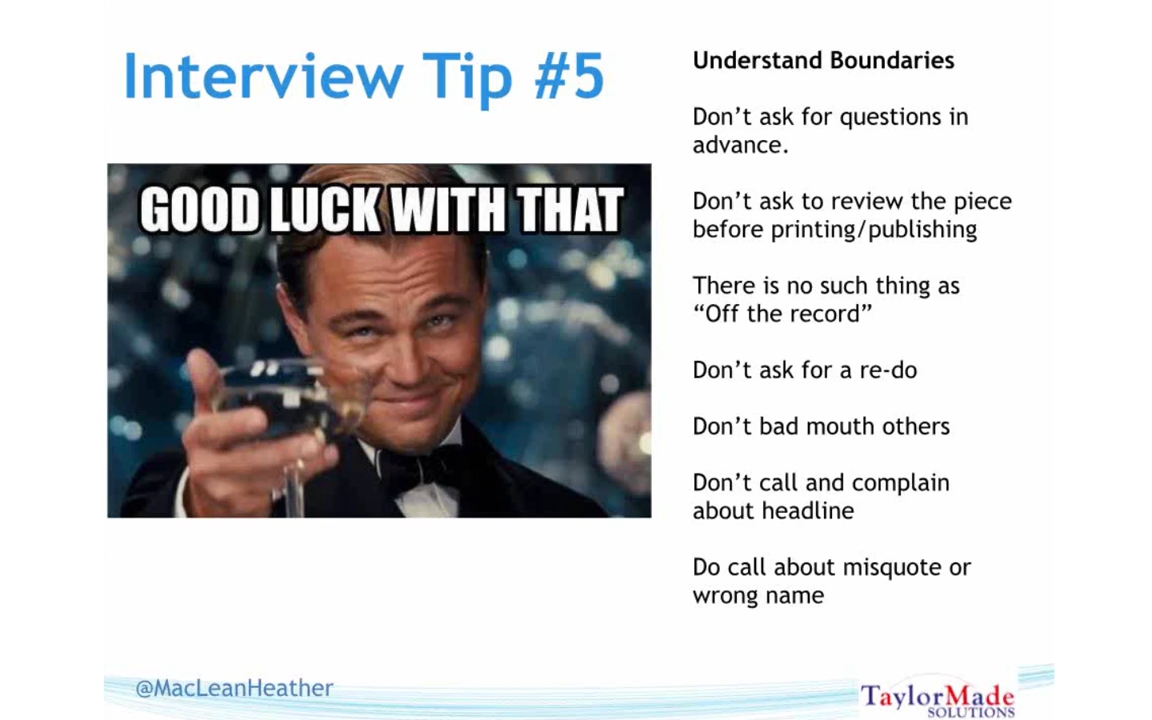 Interview Tip #5
GOOD LUCK WITH THAT
Understand Boundaries
Don’t ask for questions in
advance.
Don’t ask to review the piece
before printing/publishing
There is no such thing as
“Off the record”
Don’t ask for a re-do
Don’t bad mouth others
Don’t call and complain
about headline
Do call about misquote or
wrong name
@MacLeanHeather
TaylorMade
SOLUTIONS